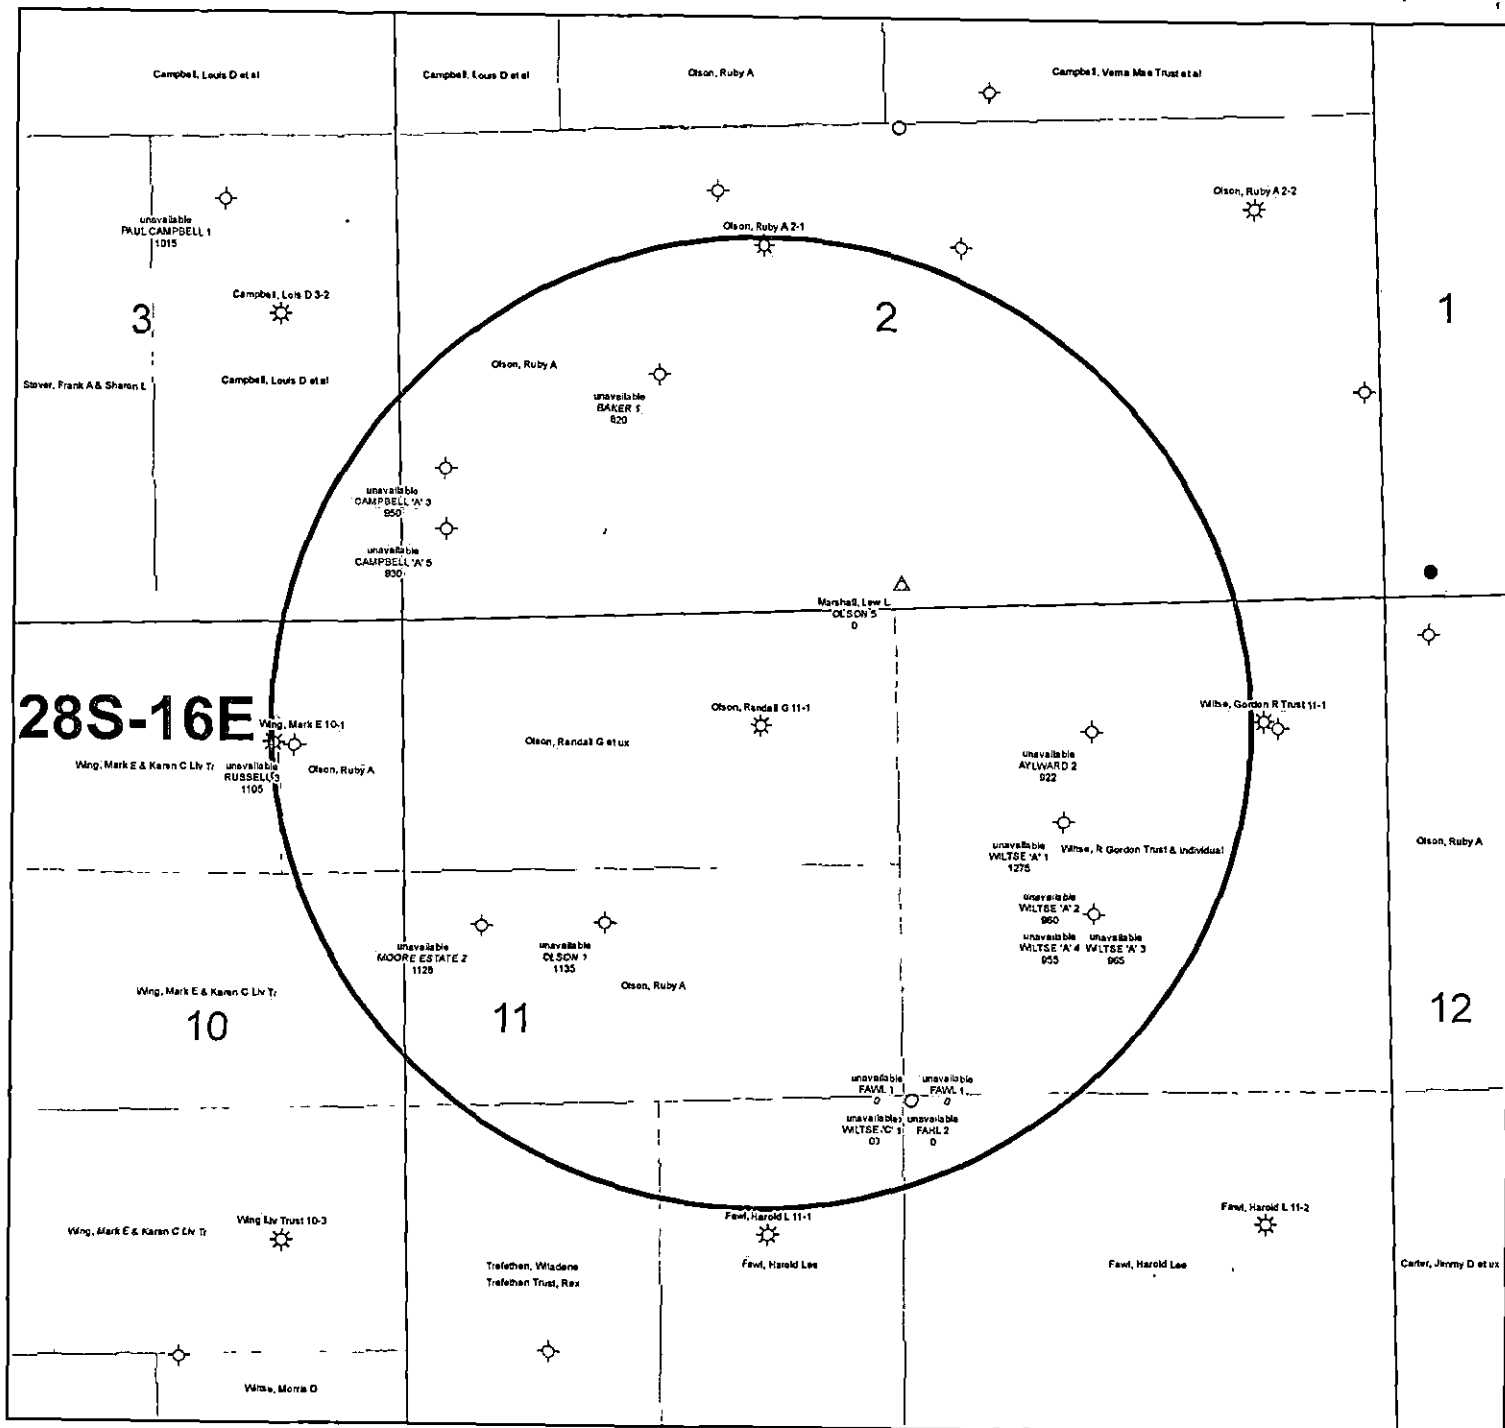 Campbell, Louis D et al
Campbell, Louis D et al
Olson, Ruby A
Campbell, Verna Mae Trust et al
Olson, Ruby A 2-2
unavailable
PAUL CAMPBELL 1
1015
Olson, Ruby A 2-1
Campbell, Lois D 3-2
3
2
1
Stover, Frank A & Sharon L
Campbell, Louis D et al
Olson, Ruby A
unavailable
BAKER 1
820
unavailable
CAMPBELL 'A' 3
950
unavailable
CAMPBELL 'A' 5
930
Marshall, Lew L
OLSON 5
0
28S-16E
Wing, Mark E 10-1
Wing, Mark E & Karen C Liv Tr
unavailable
RUSSELL 3
1105
Olson, Ruby A
Olson, Randall G et ux
Olson, Randall G 11-1
Wiltse, Gordon R Trust 11-1
unavailable
AYLWARD 2
922
unavailable
WILTSE 'A' 1
1275
Wiltse, R Gordon Trust & Individual
Olson, Ruby A
unavailable
WILTSE 'A' 2
960
unavailable
WILTSE 'A' 4
955
unavailable
WILTSE 'A' 3
965
unavailable
MOORE ESTATE 2
1128
unavailable
OLSON 1
1135
Olson, Ruby A
Wing, Mark E & Karen C Liv Tr
10
11
12
unavailable
FAWL 1
0
unavailable
FAWL 1
0
unavailable
WILTSE 'C' 1
unavailable
FAHL 2
0
Wing, Mark E & Karen C Liv Tr
Wing Liv Trust 10-3
Fawl, Harold L 11-1
Fawl, Harold L 11-2
Trefethen, Wiladene
Trefethen Trust, Rex
Fawl, Harold Lee
Fawl, Harold Lee
Carter, Jimmy D et ux
Wiltse, Morris D